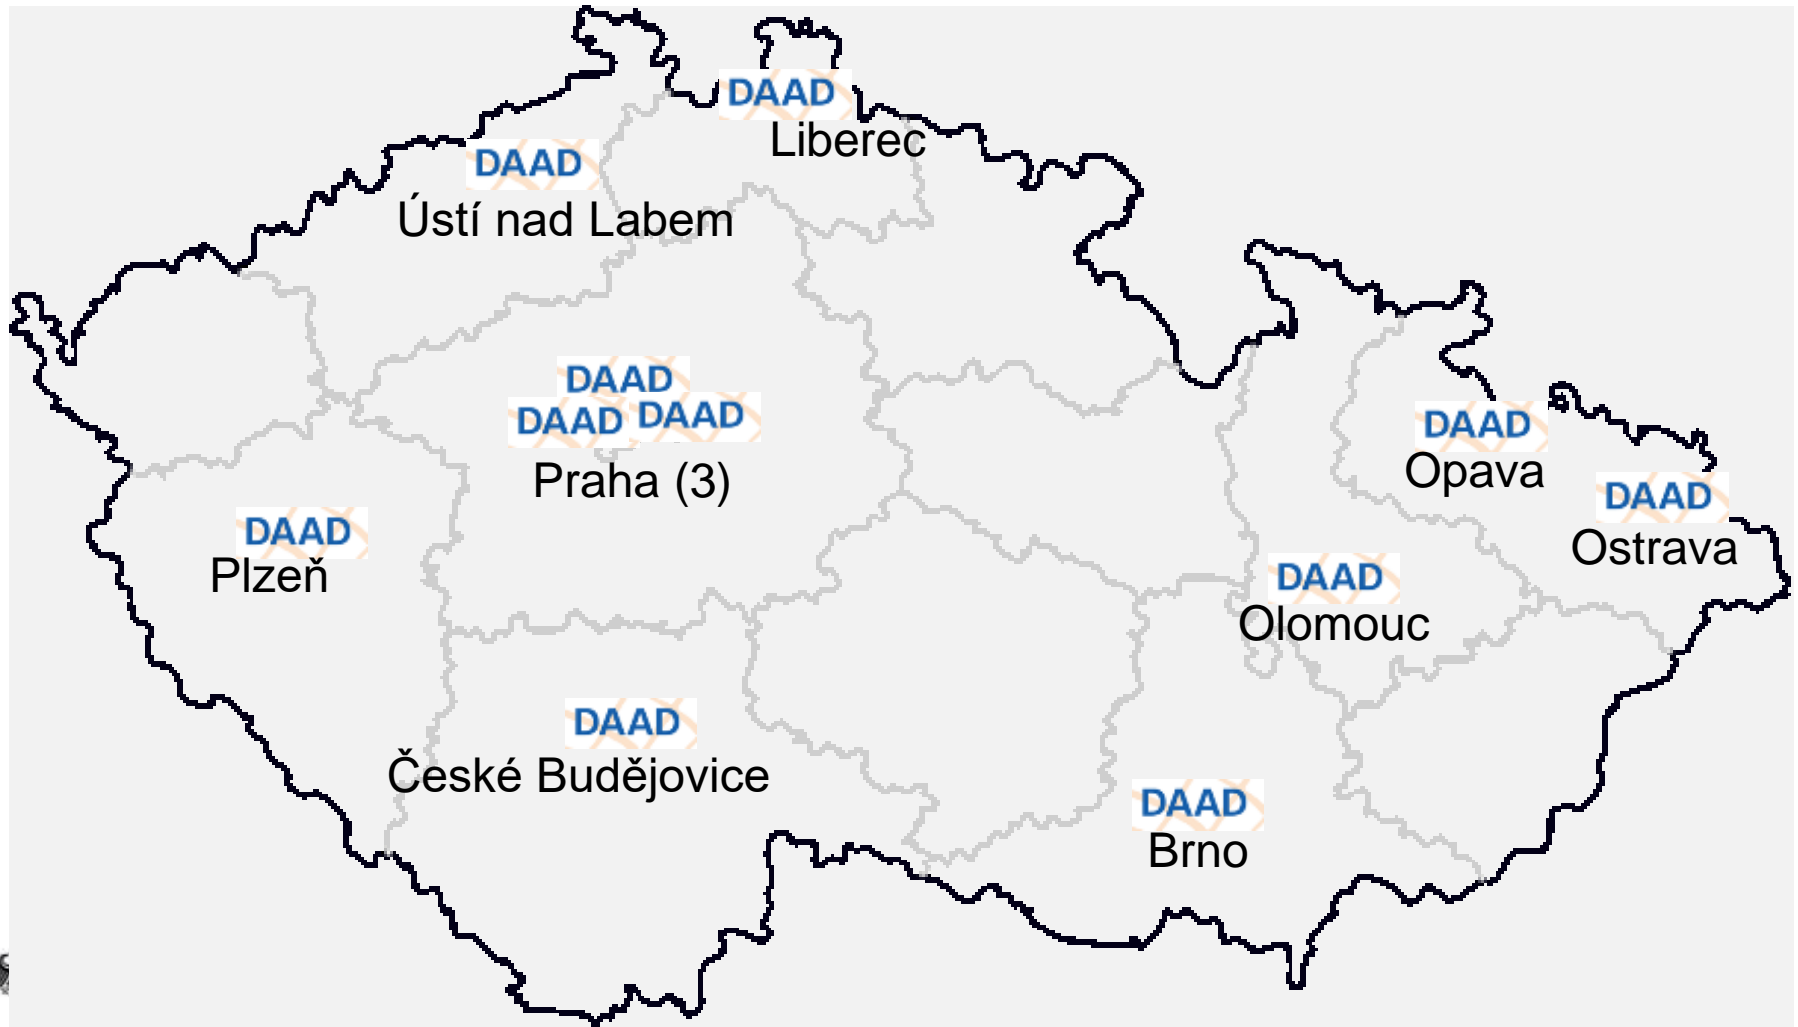 DAAD
Liberec
DAAD
Ústí nad Labem
DAAD
DAAD DAAD
Praha (3)
DAAD
Opava
DAAD
Ostrava
DAAD
Plzeň
DAAD
Olomouc
DAAD
České Budějovice
DAAD
Brno